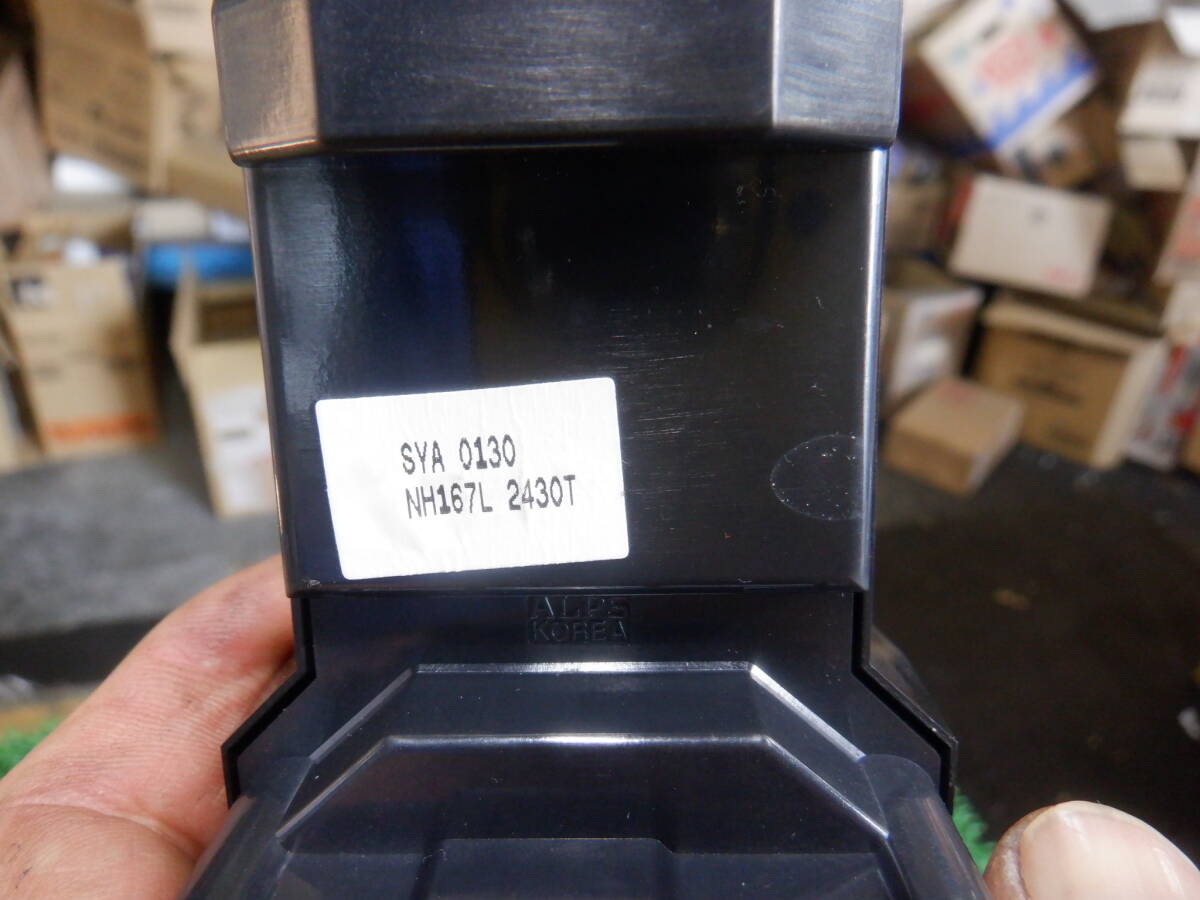 SYA 0130
NH167L 2430T
ALPS
KOREA